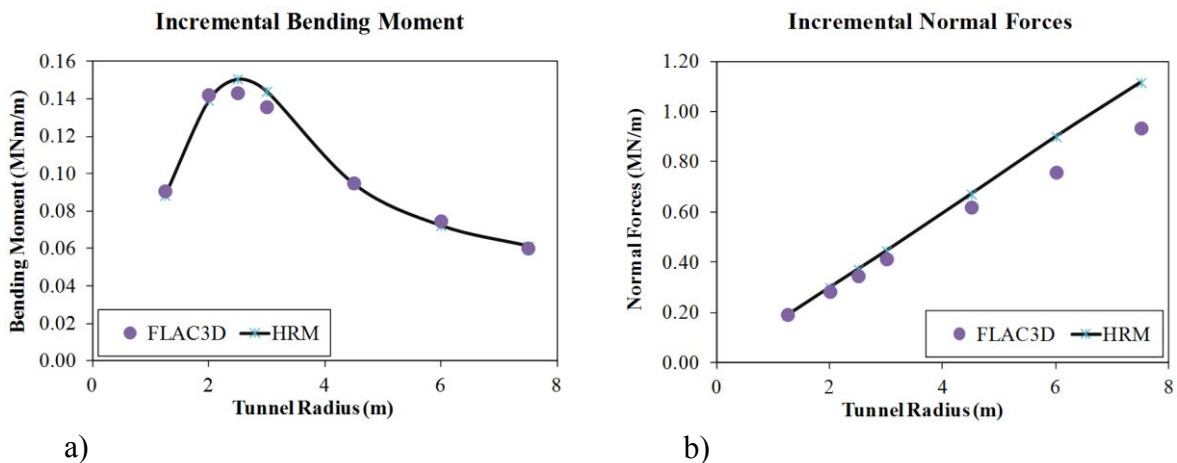 Incremental Bending Moment
Bending Moment (MNm/m)
0.16
0.14
0.12
0.10
0.08
0.06
0.04
0.02
0.00
FLAC3D
HRM
0 2 4 6 8
Tunnel Radius (m)
a)
Incremental Normal Forces
Normal Forces (MN/m)
1.20
1.00
0.80
0.60
0.40
0.20
0.00
FLAC3D
HRM
0 2 4 6 8
Tunnel Radius (m)
b)